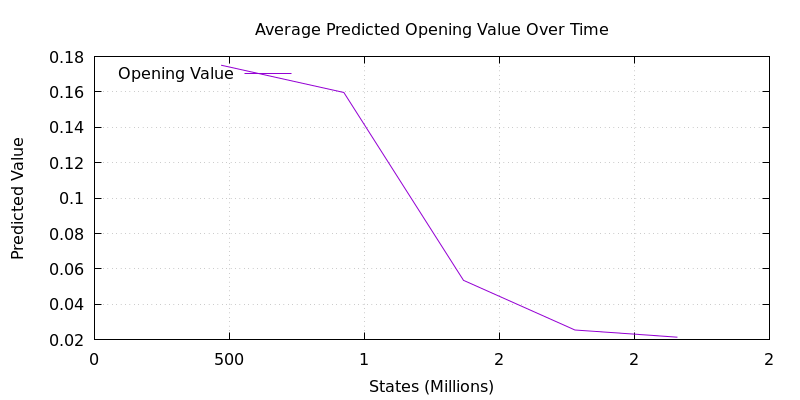 Average Predicted Opening Value Over Time
Predicted Value
0.18
0.16
0.14
0.12
0.1
0.08
0.06
0.04
0.02
Opening Value
0 500 1 2 2 2
States (Millions)